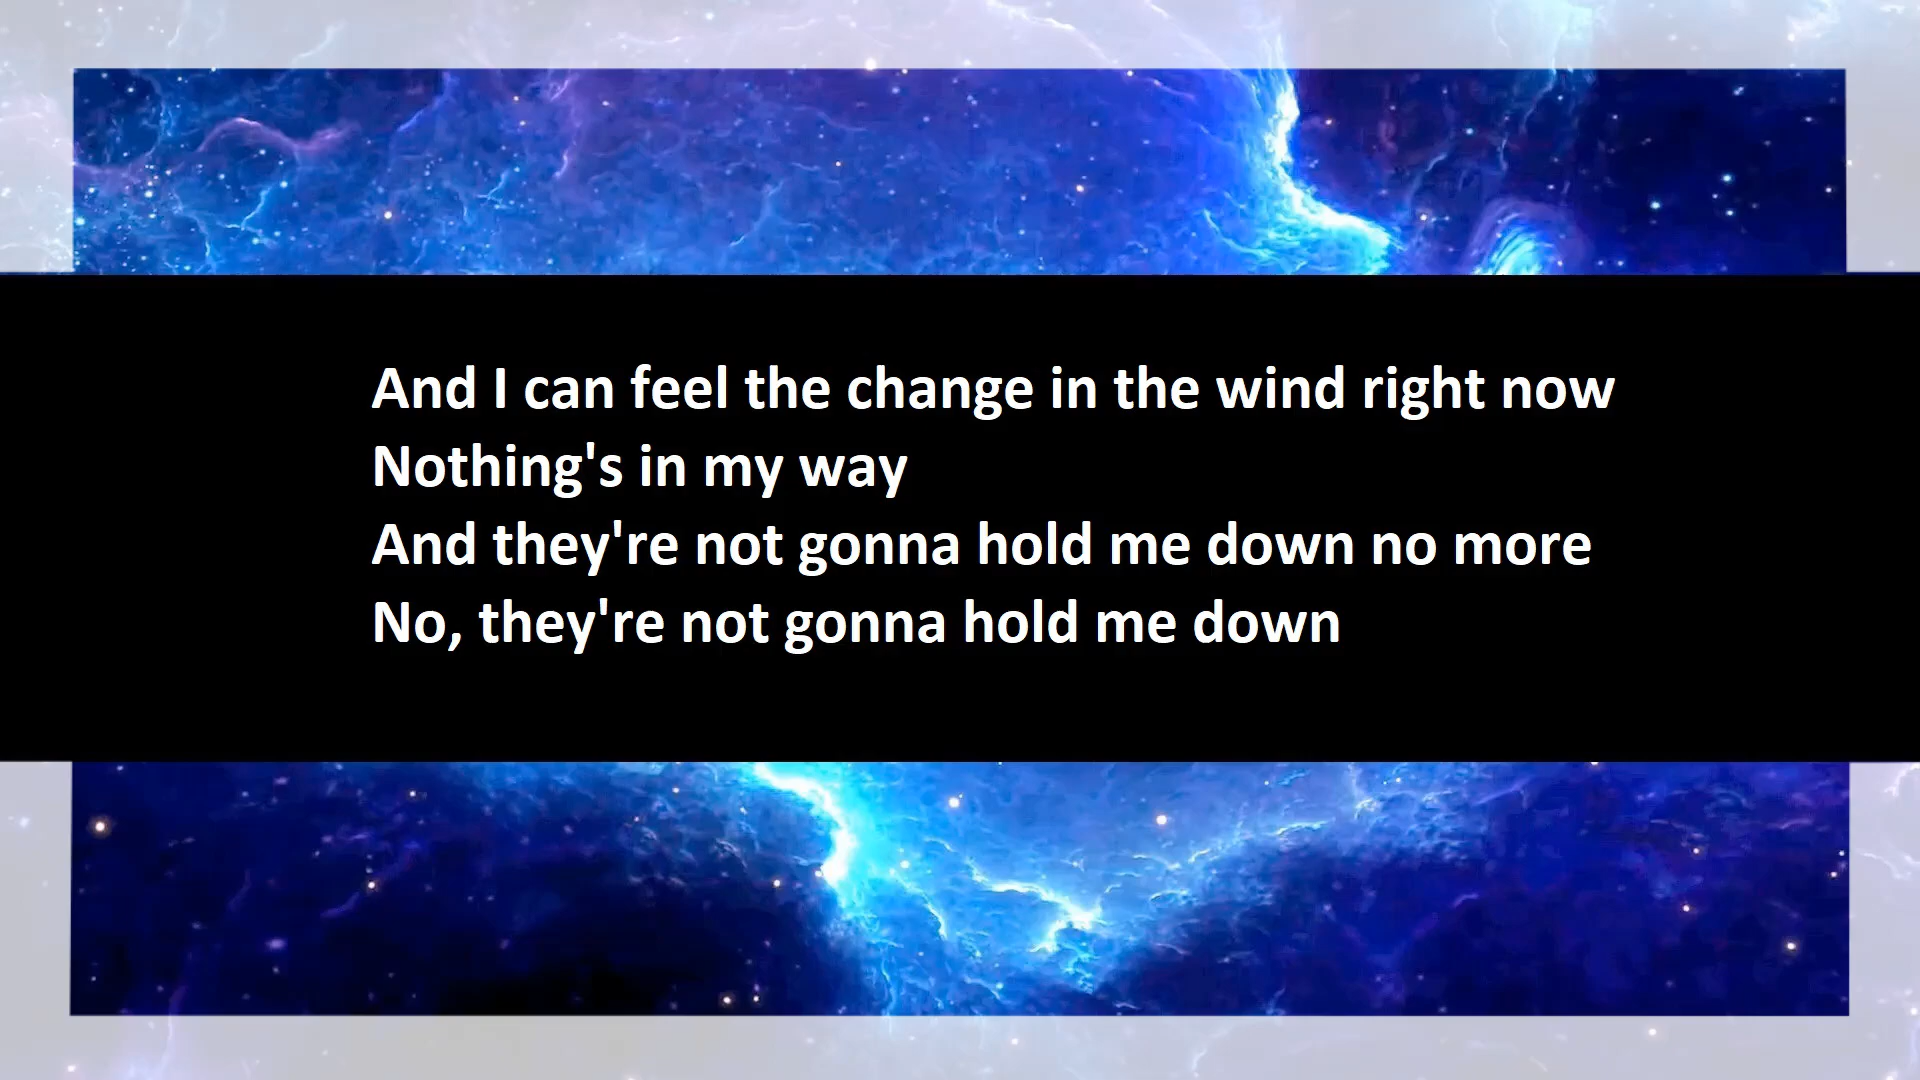 And I can feel the change in the wind right now
Nothing's in my way
And they're not gonna hold me down no more
No, they're not gonna hold me down